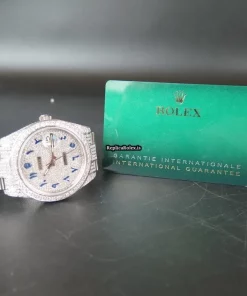 ReplicaRolex.is
ROLEX
GARANTIE INTERNATIONALE
INTERNATIONAL GUARANTEE